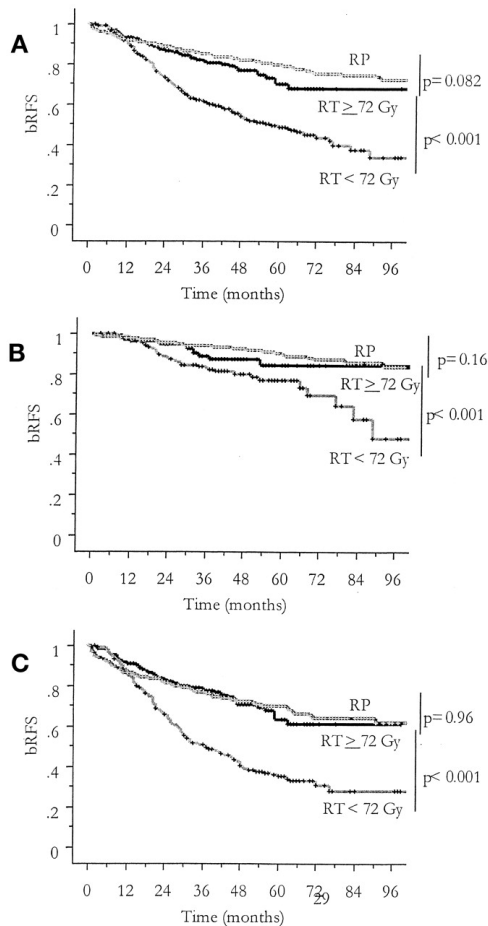 A
1
.8
.6
.4
.2
0
bRFS
RP
p= 0.082
RT ≥ 72 Gy
p< 0.001
RT < 72 Gy
0 12 24 36 48 60 72 84 96
Time (months)
B
1
.8
.6
.4
.2
0
bRFS
RP
p= 0.16
RT ≥ 72 Gy
p< 0.001
RT < 72 Gy
0 12 24 36 48 60 72 84 96
Time (months)
C
1
.8
.6
.4
.2
0
bRFS
RP
p= 0.96
RT ≥ 72 Gy
p< 0.001
RT < 72 Gy
0 12 24 36 48 60 72 84 96
29
Time (months)